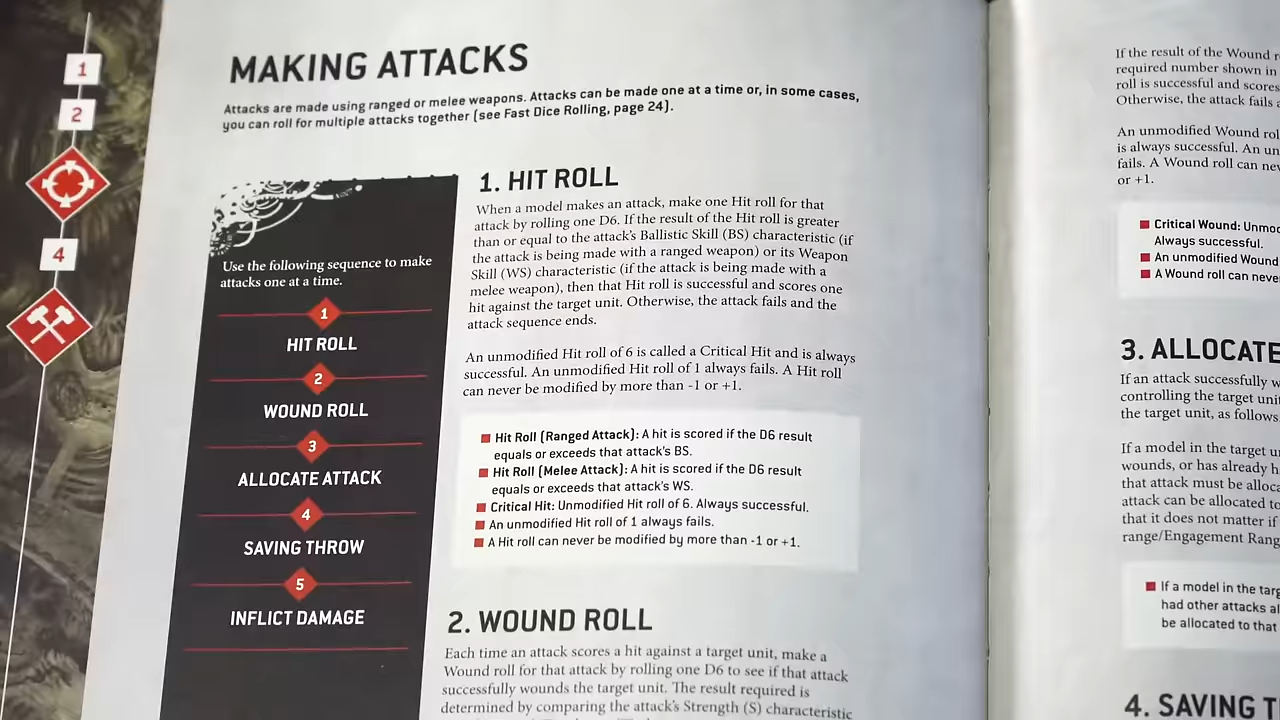 1
2
4
MAKING ATTACKS
Attacks are made using ranged or melee weapons. Attacks can be made one at a time or, in some cases,
you can roll for multiple attacks together (see Fast Dice Rolling, page 24).
Use the following sequence to make
attacks one at a time.
1
HIT ROLL
2
WOUND ROLL
3
ALLOCATE ATTACK
4
SAVING THROW
5
INFLICT DAMAGE
1. HIT ROLL
When a model makes an attack, make one Hit roll for that
attack by rolling one D6. If the result of the Hit roll is greater
than or equal to the attack's Ballistic Skill (BS) characteristic (if
the attack is being made with a ranged weapon) or its Weapon
Skill (WS) characteristic (if the attack is being made with a
melee weapon), then that Hit roll is successful and scores one
hit against the target unit. Otherwise, the attack fails and the
attack sequence ends.
An unmodified Hit roll of 6 is called a Critical Hit and is always
successful. An unmodified Hit roll of 1 always fails. A Hit roll
can never be modified by more than -1 or +1.
Hit Roll (Ranged Attack): A hit is scored if the D6 result
equals or exceeds that attack's BS.
Hit Roll (Melee Attack): A hit is scored if the D6 result
equals or exceeds that attack's WS.
Critical Hit: Unmodified Hit roll of 6. Always successful.
An unmodified Hit roll of 1 always fails.
A Hit roll can never be modified by more than -1 or +1.
2. WOUND ROLL
Each time an attack scores a hit against a target unit, make a
Wound roll for that attack by rolling one D6 to see if that attack
successfully wounds the target unit. The result required is
determined by comparing the attack's Strength (S) characteristic
If the result of the Wound
required number shown in
roll is successful and scores
Otherwise, the attack fails
An unmodified Wound
is always successful. An
fails. A Wound roll can
or +1.
Critical Wound:
Always successful.
An unmodified Wound
A Wound roll can never
3. ALLOCATE
If an attack successfully
controlling the target
the target unit, as follows
If a model in the target
wounds, or has already
that attack must be
attack can be allocated
that it does not matter if
range/Engagement
If a model in the
had other attacks
be allocated to that
4. SAVING